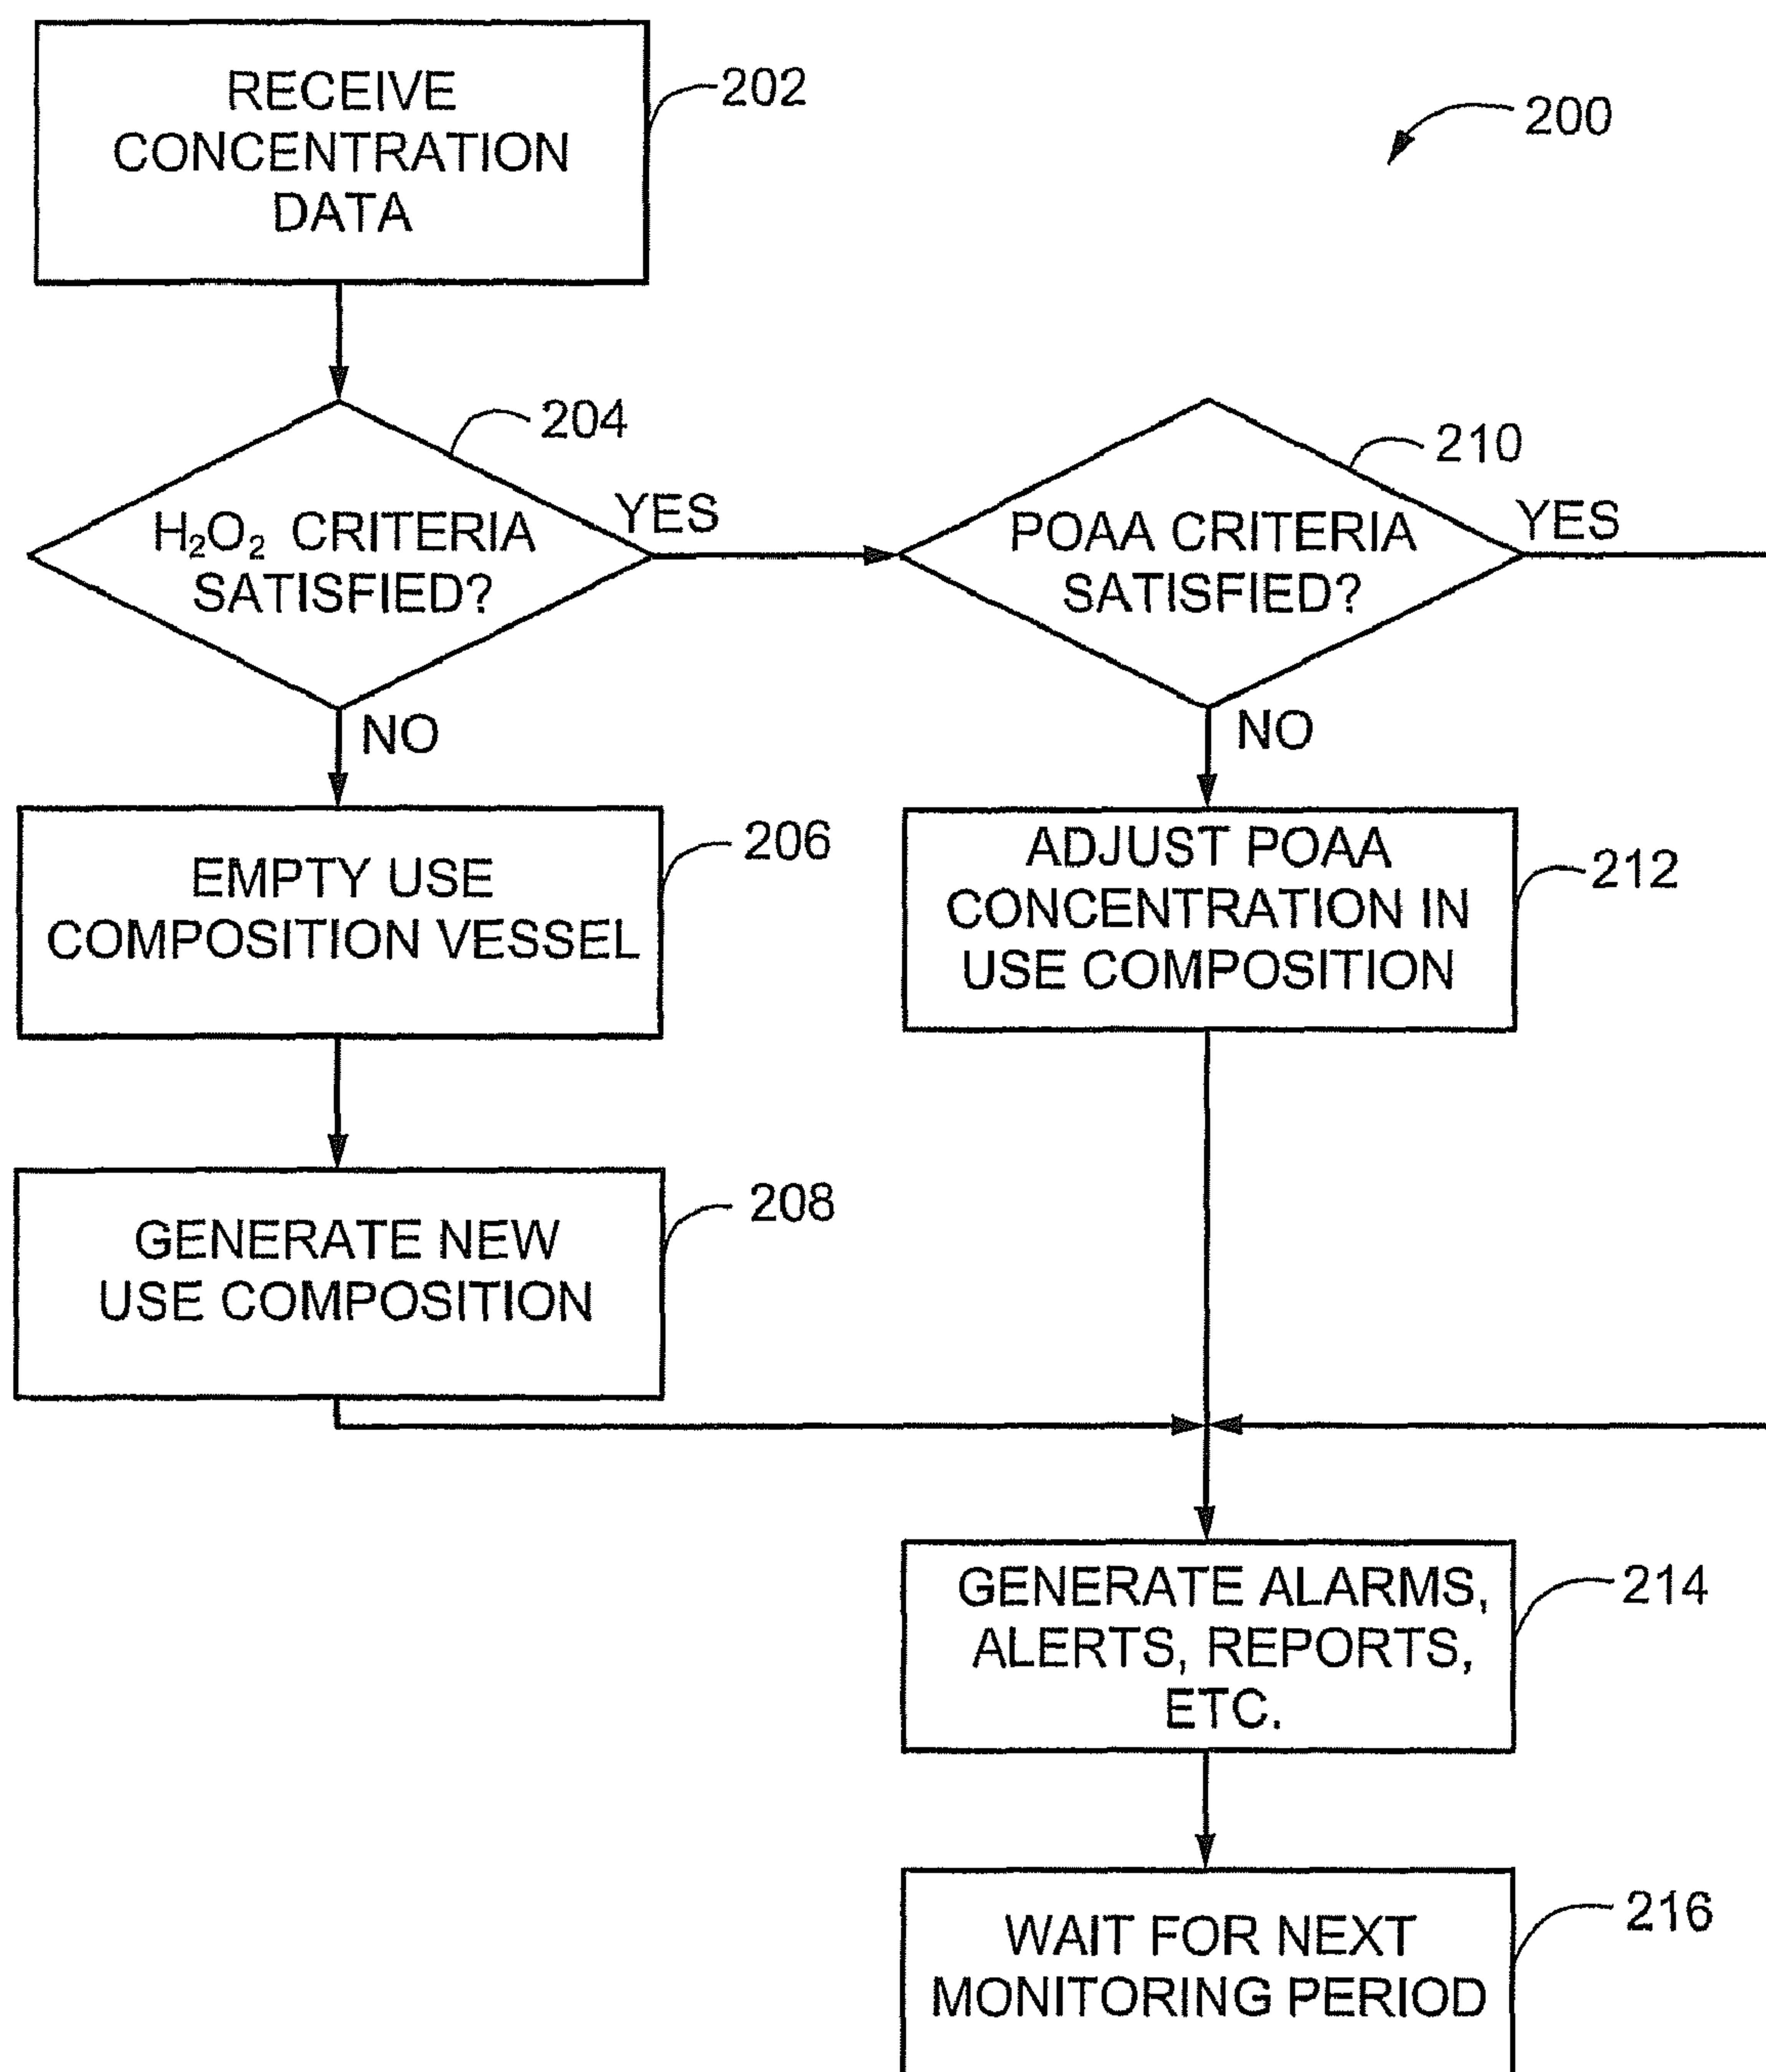 RECEIVE
CONCENTRATION
DATA
202
200
204
H₂O₂ CRITERIA
SATISFIED?
YES
NO
210
POAA CRITERIA
SATISFIED?
YES
NO
EMPTY USE
COMPOSITION VESSEL
206
ADJUST POAA
CONCENTRATION IN
USE COMPOSITION
212
GENERATE NEW
USE COMPOSITION
208
GENERATE ALARMS,
ALERTS, REPORTS,
ETC.
214
WAIT FOR NEXT
MONITORING PERIOD
216